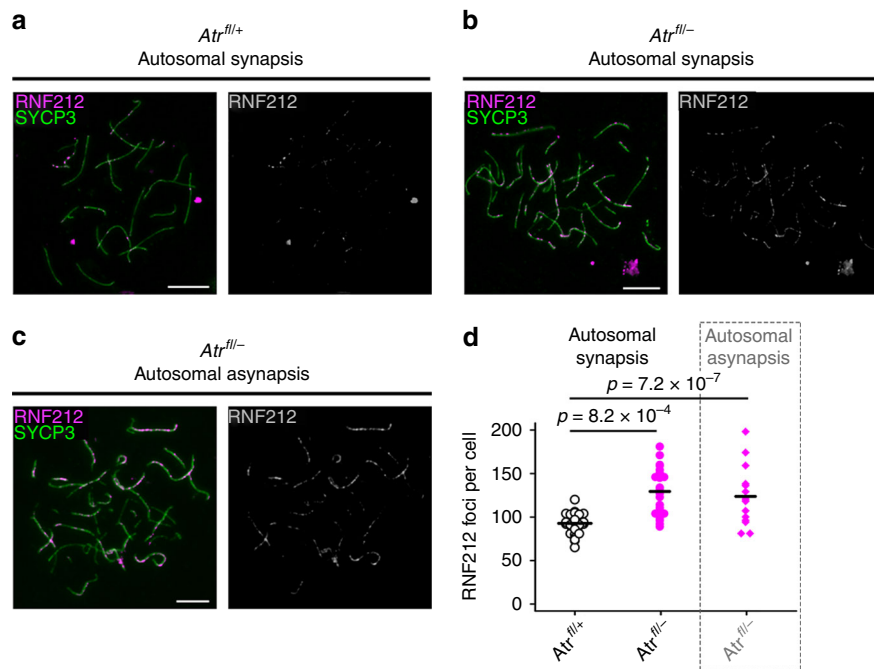 a
Atr^fl/+
Autosomal synapsis
RNF212
SYCP3
RNF212
b
Atr^fl/–
Autosomal synapsis
RNF212
SYCP3
RNF212
c
Atr^fl/–
Autosomal asynapsis
RNF212
SYCP3
RNF212
d
Autosomal
synapsis
Autosomal
asynapsis
p = 7.2 × 10⁻⁷
p = 8.2 × 10⁻⁴
RNF212 foci per cell
200
150
100
50
0
Atr^fl/+
Atr^fl/–
Atr^fl/–